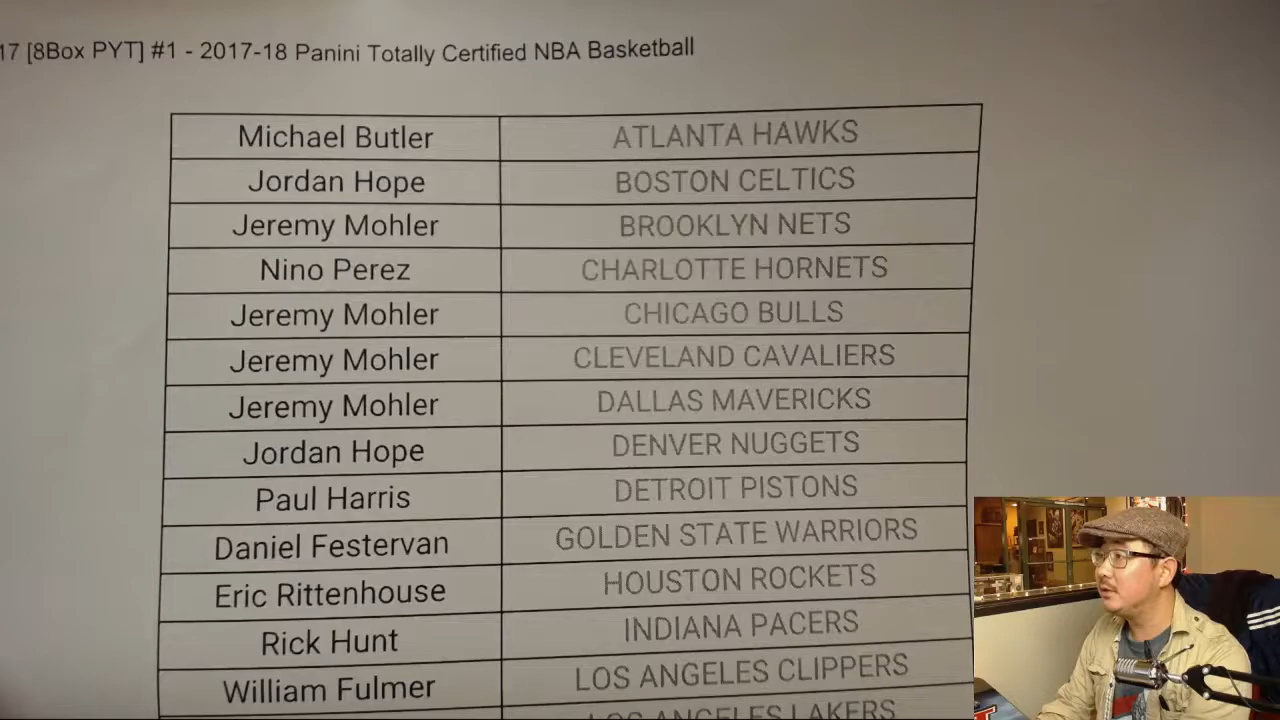 17 [8Box PYT] #1 - 2017-18 Panini Totally Certified NBA Basketball
Michael Butler ATLANTA HAWKS
Jordan Hope BOSTON CELTICS
Jeremy Mohler BROOKLYN NETS
Nino Perez CHARLOTTE HORNETS
Jeremy Mohler CHICAGO BULLS
Jeremy Mohler CLEVELAND CAVALIERS
Jeremy Mohler DALLAS MAVERICKS
Jordan Hope DENVER NUGGETS
Paul Harris DETROIT PISTONS
Daniel Festervan GOLDEN STATE WARRIORS
Eric Rittenhouse HOUSTON ROCKETS
Rick Hunt INDIANA PACERS
William Fulmer LOS ANGELES CLIPPERS
LOS ANGELES LAKERS